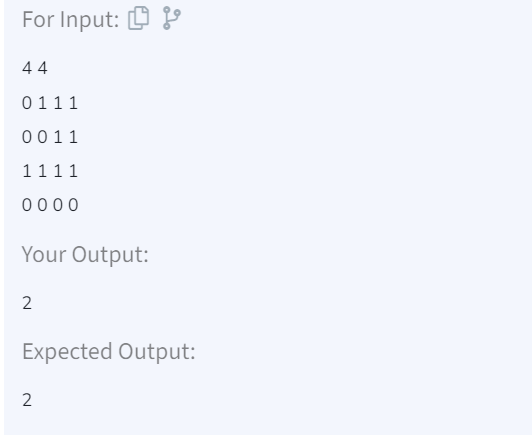 For Input:
4 4
0 1 1 1
0 0 1 1
1 1 1 1
0 0 0 0
Your Output:
2
Expected Output:
2